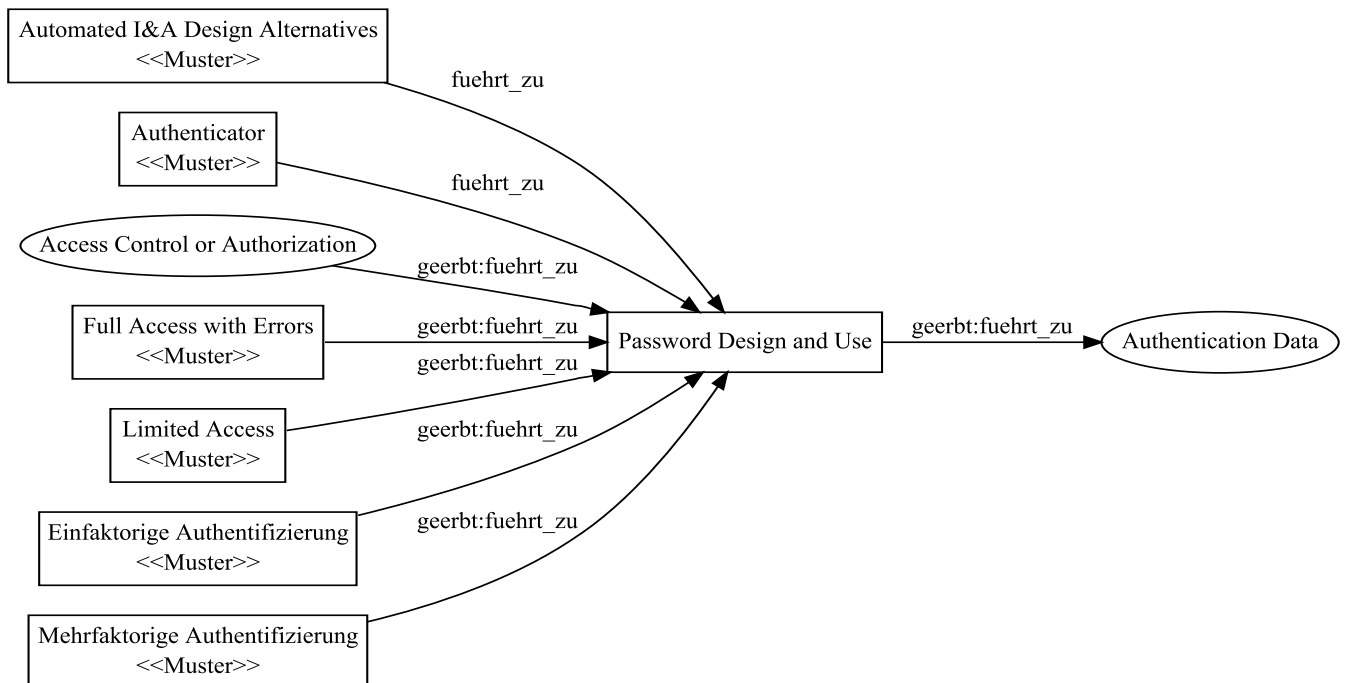 Automated I&A Design Alternatives
<<Muster>>
fuehrt_zu
Authenticator
<<Muster>>
fuehrt_zu
Access Control or Authorization
geerbt:fuehrt_zu
Full Access with Errors
<<Muster>>
geerbt:fuehrt_zu
geerbt:fuehrt_zu
Password Design and Use
geerbt:fuehrt_zu
Authentication Data
Limited Access
<<Muster>>
geerbt:fuehrt_zu
Einfaktorige Authentifizierung
<<Muster>>
geerbt:fuehrt_zu
Mehrfaktorige Authentifizierung
<<Muster>>